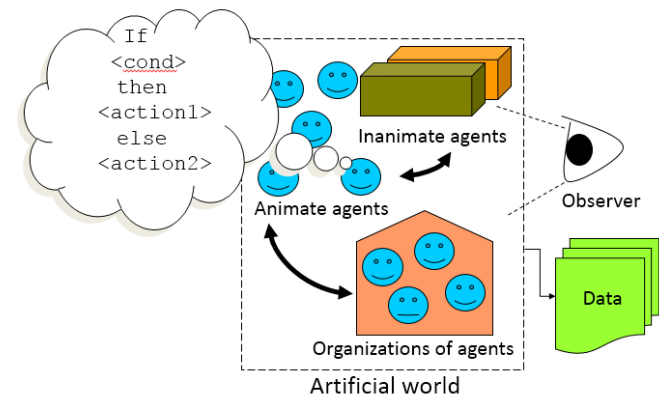 If
<cond>
then
<action1>
else
<action2>
Inanimate agents
Animate agents
Observer
Data
Organizations of agents
Artificial world